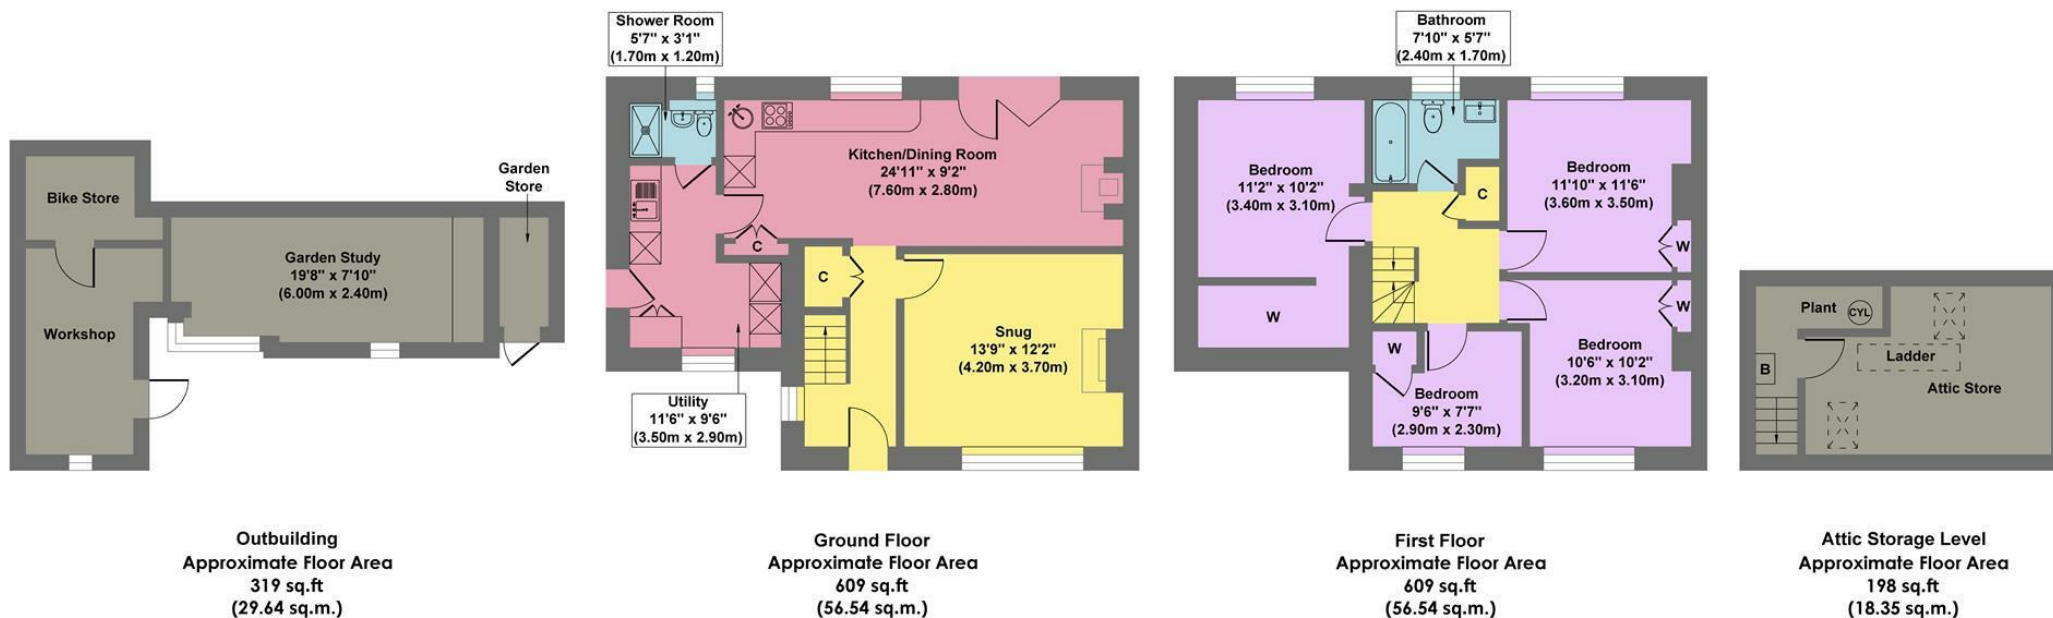 Bike Store
Workshop
Garden Study
19'8" x 7'10"
(6.00m x 2.40m)
Garden
Store
Outbuilding
Approximate Floor Area
319 sq.ft
(29.64 sq.m.)
Shower Room
5'7" x 3'1"
(1.70m x 1.20m)
Kitchen/Dining Room
24'11" x 9'2"
(7.60m x 2.80m)
C
C
Snug
13'9" x 12'2"
(4.20m x 3.70m)
Utility
11'6" x 9'6"
(3.50m x 2.90m)
Ground Floor
Approximate Floor Area
609 sq.ft
(56.54 sq.m.)
Bathroom
7'10" x 5'7"
(2.40m x 1.70m)
Bedroom
11'2" x 10'2"
(3.40m x 3.10m)
W
C
Bedroom
11'10" x 11'6"
(3.60m x 3.50m)
W
W
Bedroom
10'6" x 10'2"
(3.20m x 3.10m)
W
Bedroom
9'6" x 7'7"
(2.90m x 2.30m)
First Floor
Approximate Floor Area
609 sq.ft
(56.54 sq.m.)
Plant
CYL
B
Ladder
Attic Store
Attic Storage Level
Approximate Floor Area
198 sq.ft
(18.35 sq.m.)